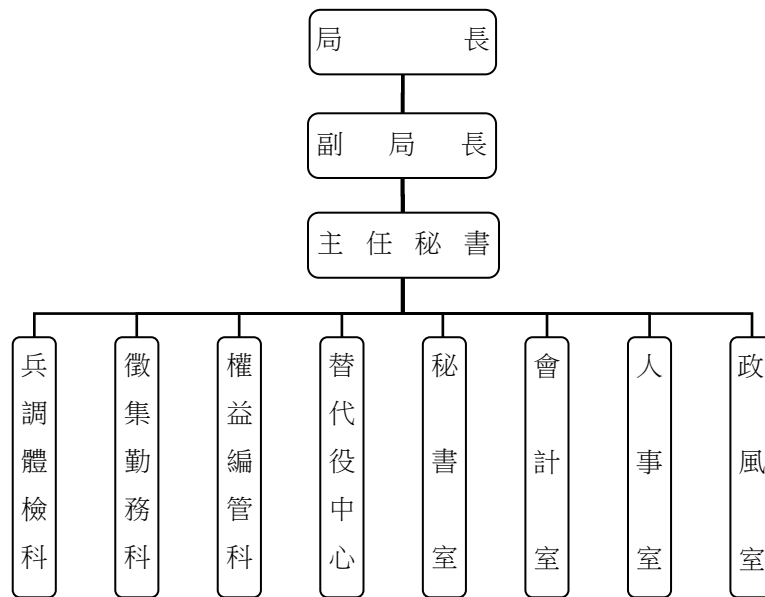 局長
副局長
主任秘書
兵調體檢科
徵集勤務科
權益編管科
替代役中心
秘書室
會計室
人事室
政風室